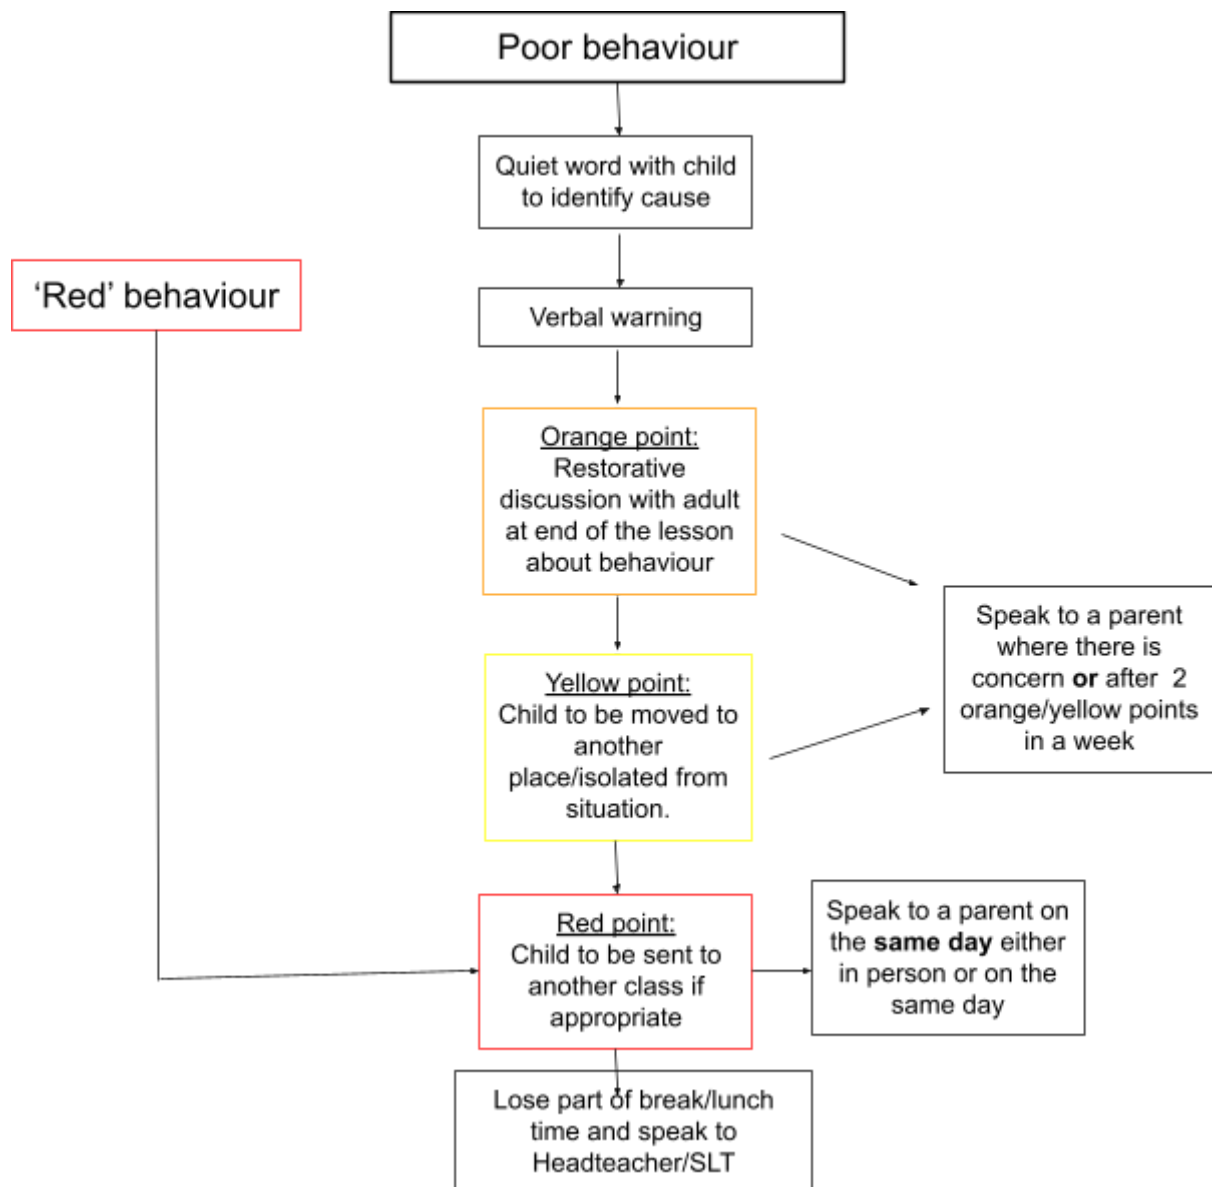 Poor behaviour
Quiet word with child
to identify cause
‘Red’ behaviour
Verbal warning
Orange point:
Restorative
discussion with adult
at end of the lesson
about behaviour
Speak to a parent
where there is
concern or after 2
orange/yellow points
in a week
Yellow point:
Child to be moved to
another
place/isolated from
situation.
Red point:
Child to be sent to
another class if
appropriate
Speak to a parent on
the same day either
in person or on the
same day
Lose part of break/lunch
time and speak to
Headteacher/SLT